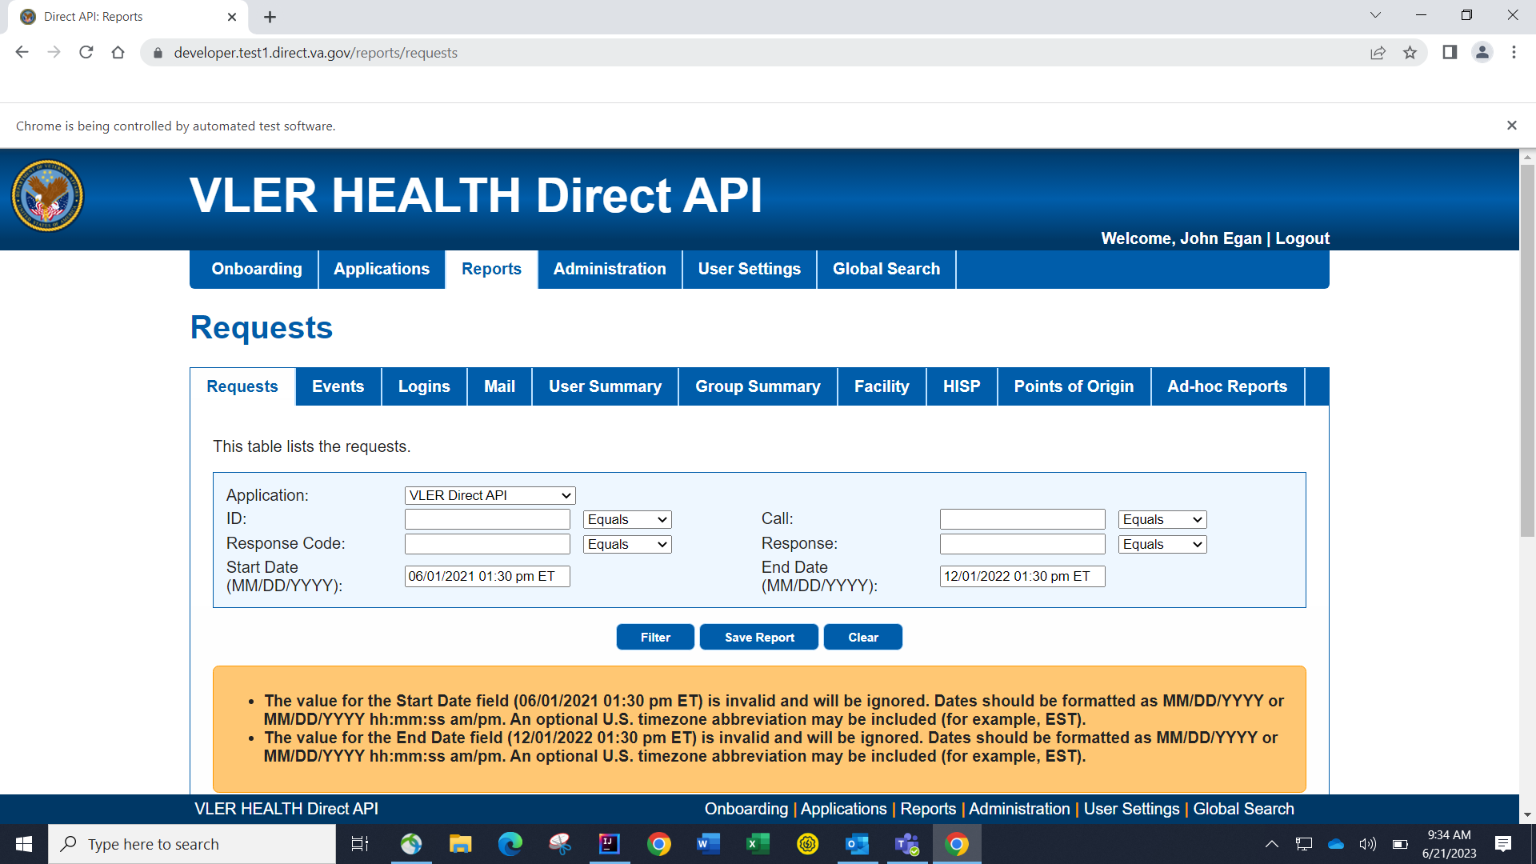 Direct API: Reports
developer.test1.direct.va.gov/reports/requests
Chrome is being controlled by automated test software.
VLER HEALTH Direct API
Welcome, John Egan | Logout
Onboarding Applications Reports Administration User Settings Global Search
Requests
Requests Events Logins Mail User Summary Group Summary Facility HISP Points of Origin Ad-hoc Reports
This table lists the requests.
Application: VLER Direct API
ID: Equals Call: Equals
Response Code: Equals Response: Equals
Start Date (MM/DD/YYYY): 06/01/2021 01:30 pm ET End Date (MM/DD/YYYY): 12/01/2022 01:30 pm ET
Filter Save Report Clear
• The value for the Start Date field (06/01/2021 01:30 pm ET) is invalid and will be ignored. Dates should be formatted as MM/DD/YYYY or
MM/DD/YYYY hh:mm:ss am/pm. An optional U.S. timezone abbreviation may be included (for example, EST).
• The value for the End Date field (12/01/2022 01:30 pm ET) is invalid and will be ignored. Dates should be formatted as MM/DD/YYYY or
MM/DD/YYYY hh:mm:ss am/pm. An optional U.S. timezone abbreviation may be included (for example, EST).
VLER HEALTH Direct API Onboarding | Applications | Reports | Administration | User Settings | Global Search
Type here to search
9:34 AM
6/21/2023